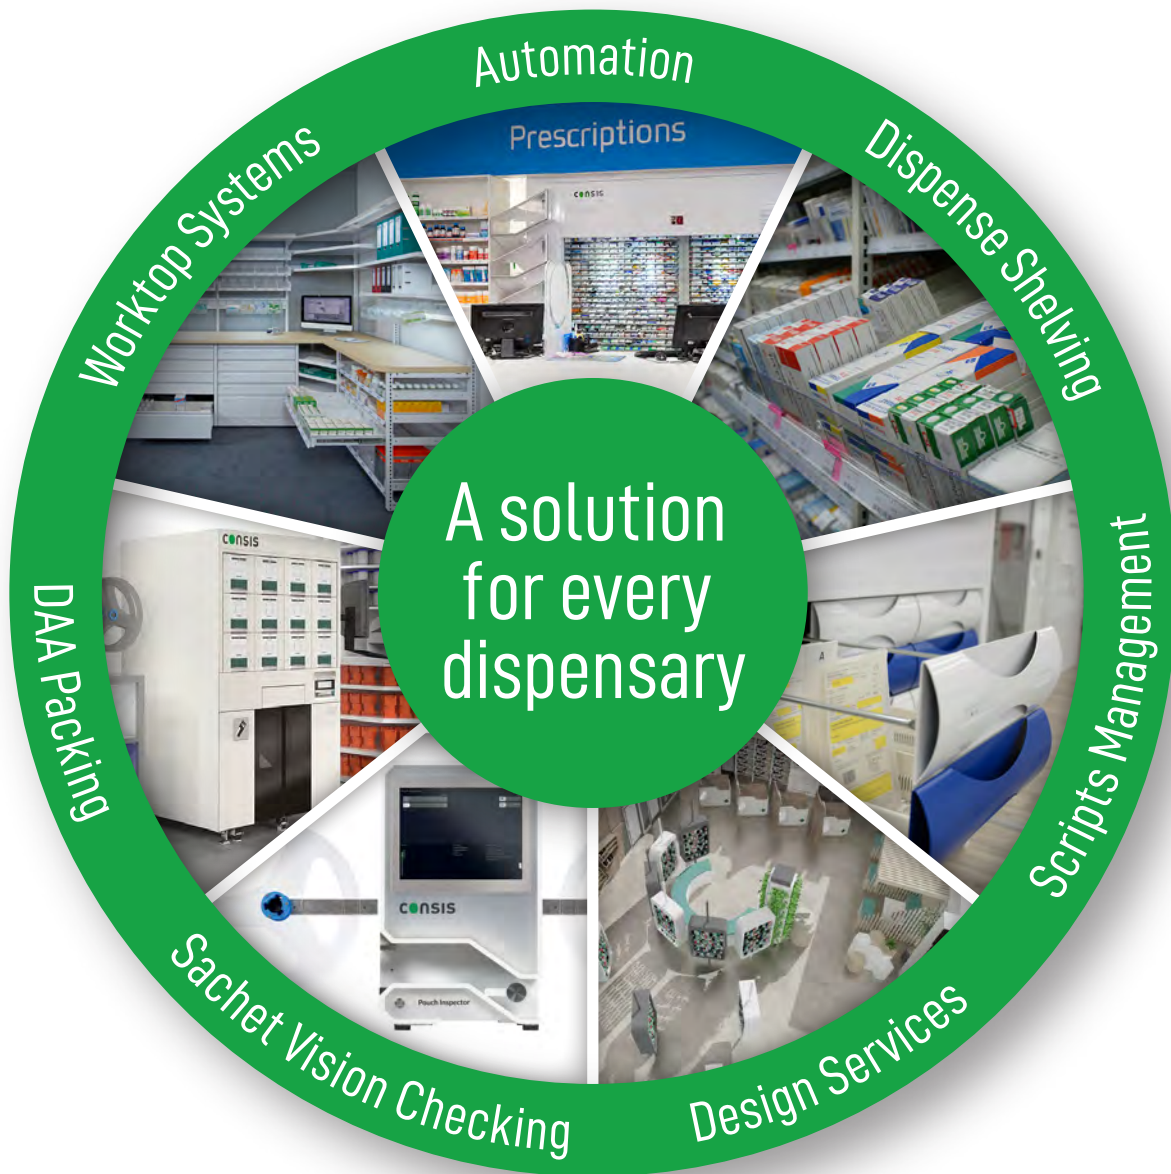 Automation
Dispense Shelving
Scripts Management
Design Services
Sachet Vision Checking
DAA Packing
Worktop Systems
A solution
for every
dispensary
Prescriptions
CONSIS
A
CONSIS
Pouch Inspector
CONSIS